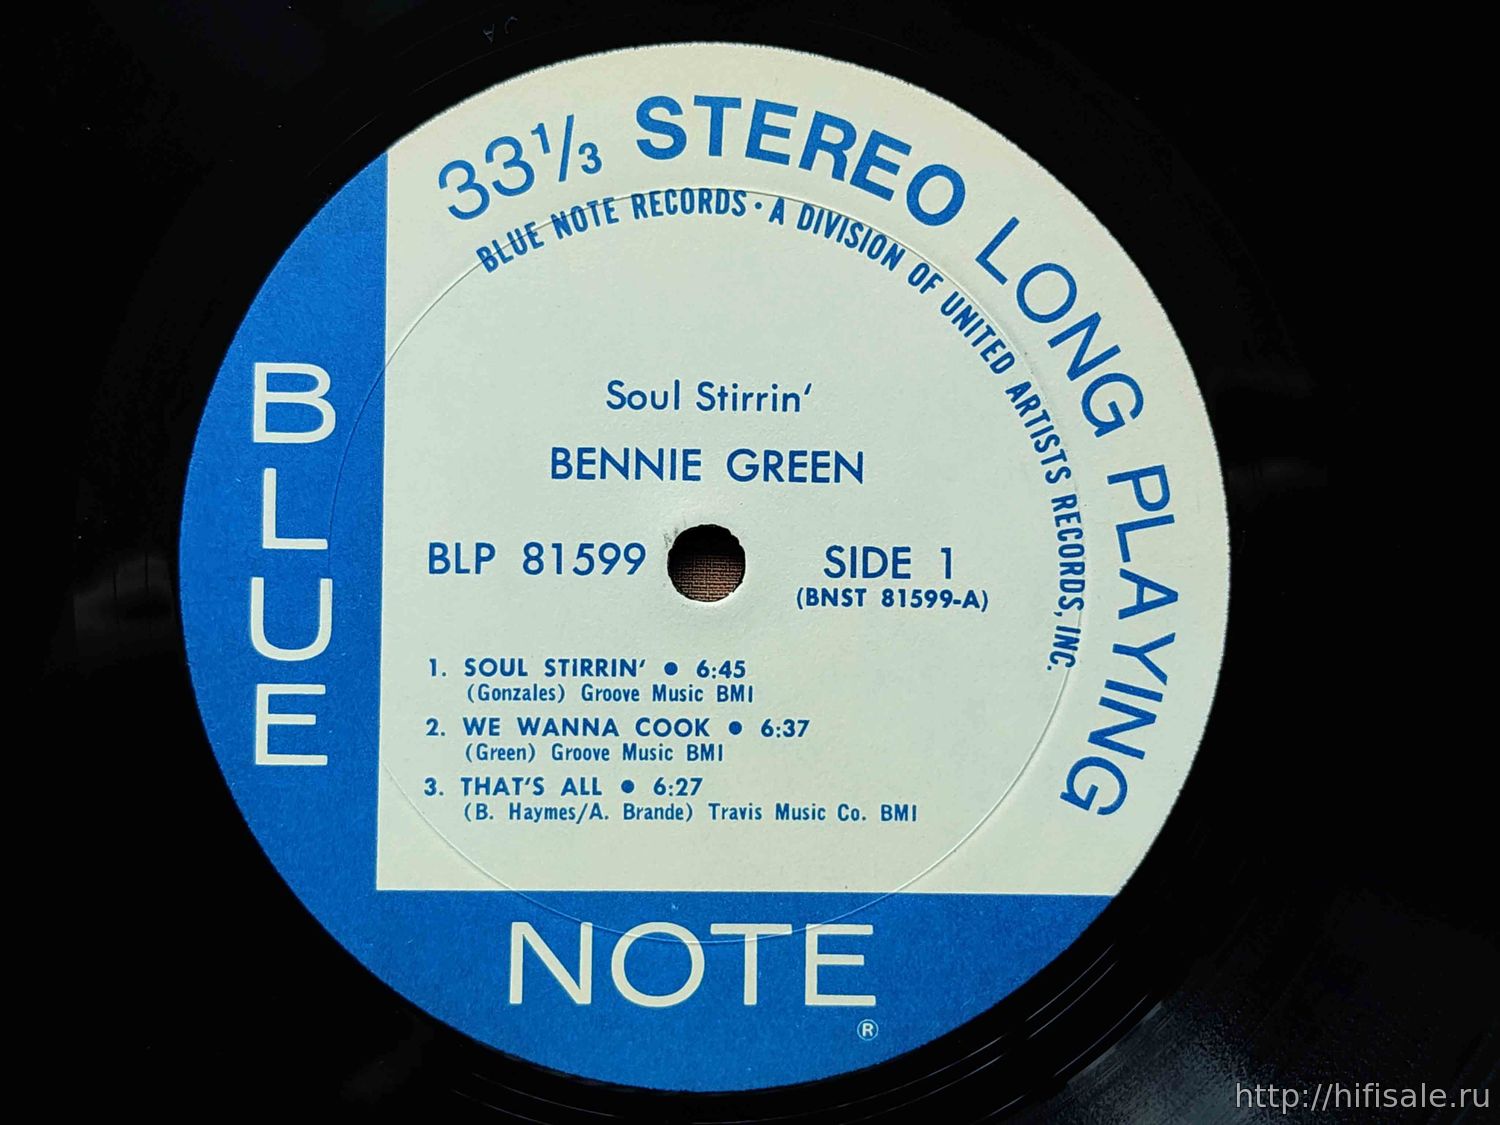 33⅓ STEREO LONG PLAYING
BLUE NOTE RECORDS · A DIVISION OF UNITED ARTISTS RECORDS, INC.
Soul Stirrin'
BENNIE GREEN
BLP 81599
SIDE 1
(BNST 81599-A)
1. SOUL STIRRIN' ● 6:45
(Gonzales) Groove Music BMI
2. WE WANNA COOK ● 6:37
(Green) Groove Music BMI
3. THAT'S ALL ● 6:27
(B. Haymes/A. Brande) Travis Music Co. BMI
BLUE
NOTE
®
http://hifisale.ru